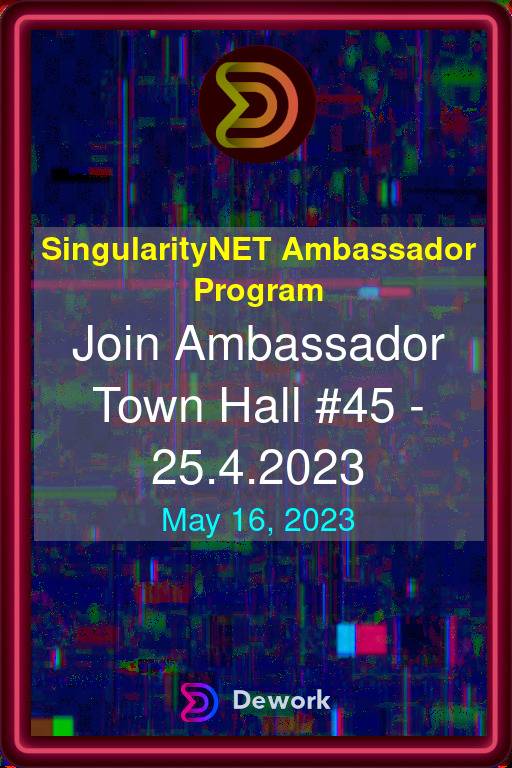 SingularityNET Ambassador
Program
Join Ambassador
Town Hall #45 -
25.4.2023
May 16, 2023
Dework